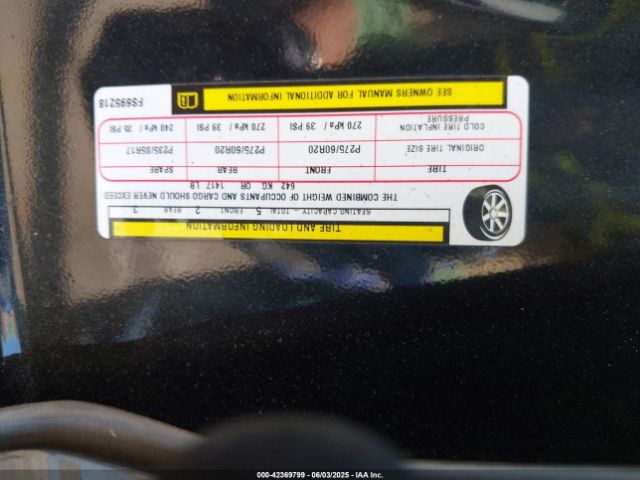 TIRE AND LOADING INFORMATION
SEATING CAPACITY - TOTAL 5 FRONT 2 REAR 3
THE COMBINED WEIGHT OF OCCUPANTS AND CARGO SHOULD NEVER EXCEED
642 KG OR 1417 LB
TIRE FRONT REAR SPARE
ORIGINAL TIRE SIZE P275/60R20 P275/60R20 P235/85R17
COLD TIRE INFLATION PRESSURE 270 kPa / 39 PSI 270 kPa / 39 PSI 240 kPa / 35 PSI
SEE OWNERS MANUAL FOR ADDITIONAL INFORMATION
FS695218
000-42369799 - 06/03/2025 - IAA Inc.